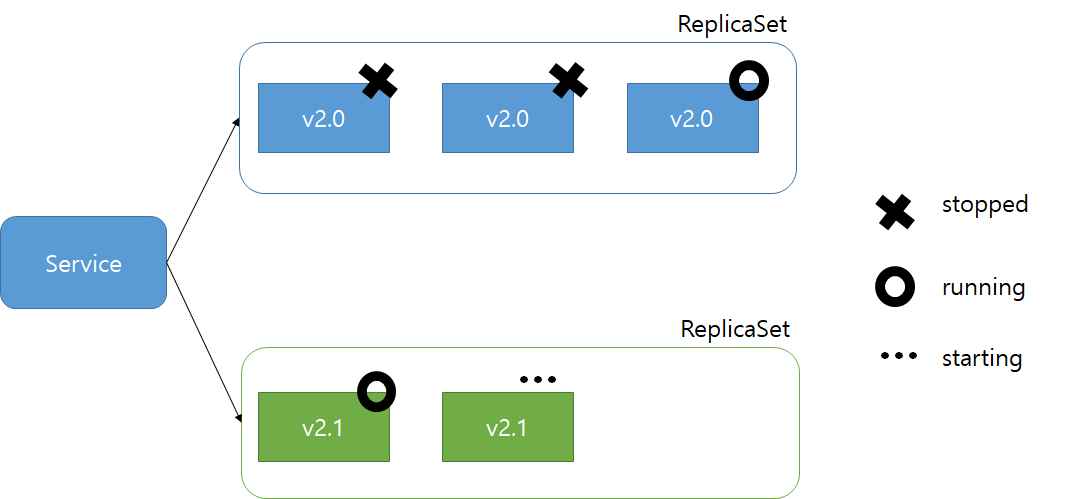 ReplicaSet
v2.0
v2.0
v2.0
Service
stopped
running
starting
ReplicaSet
v2.1
v2.1